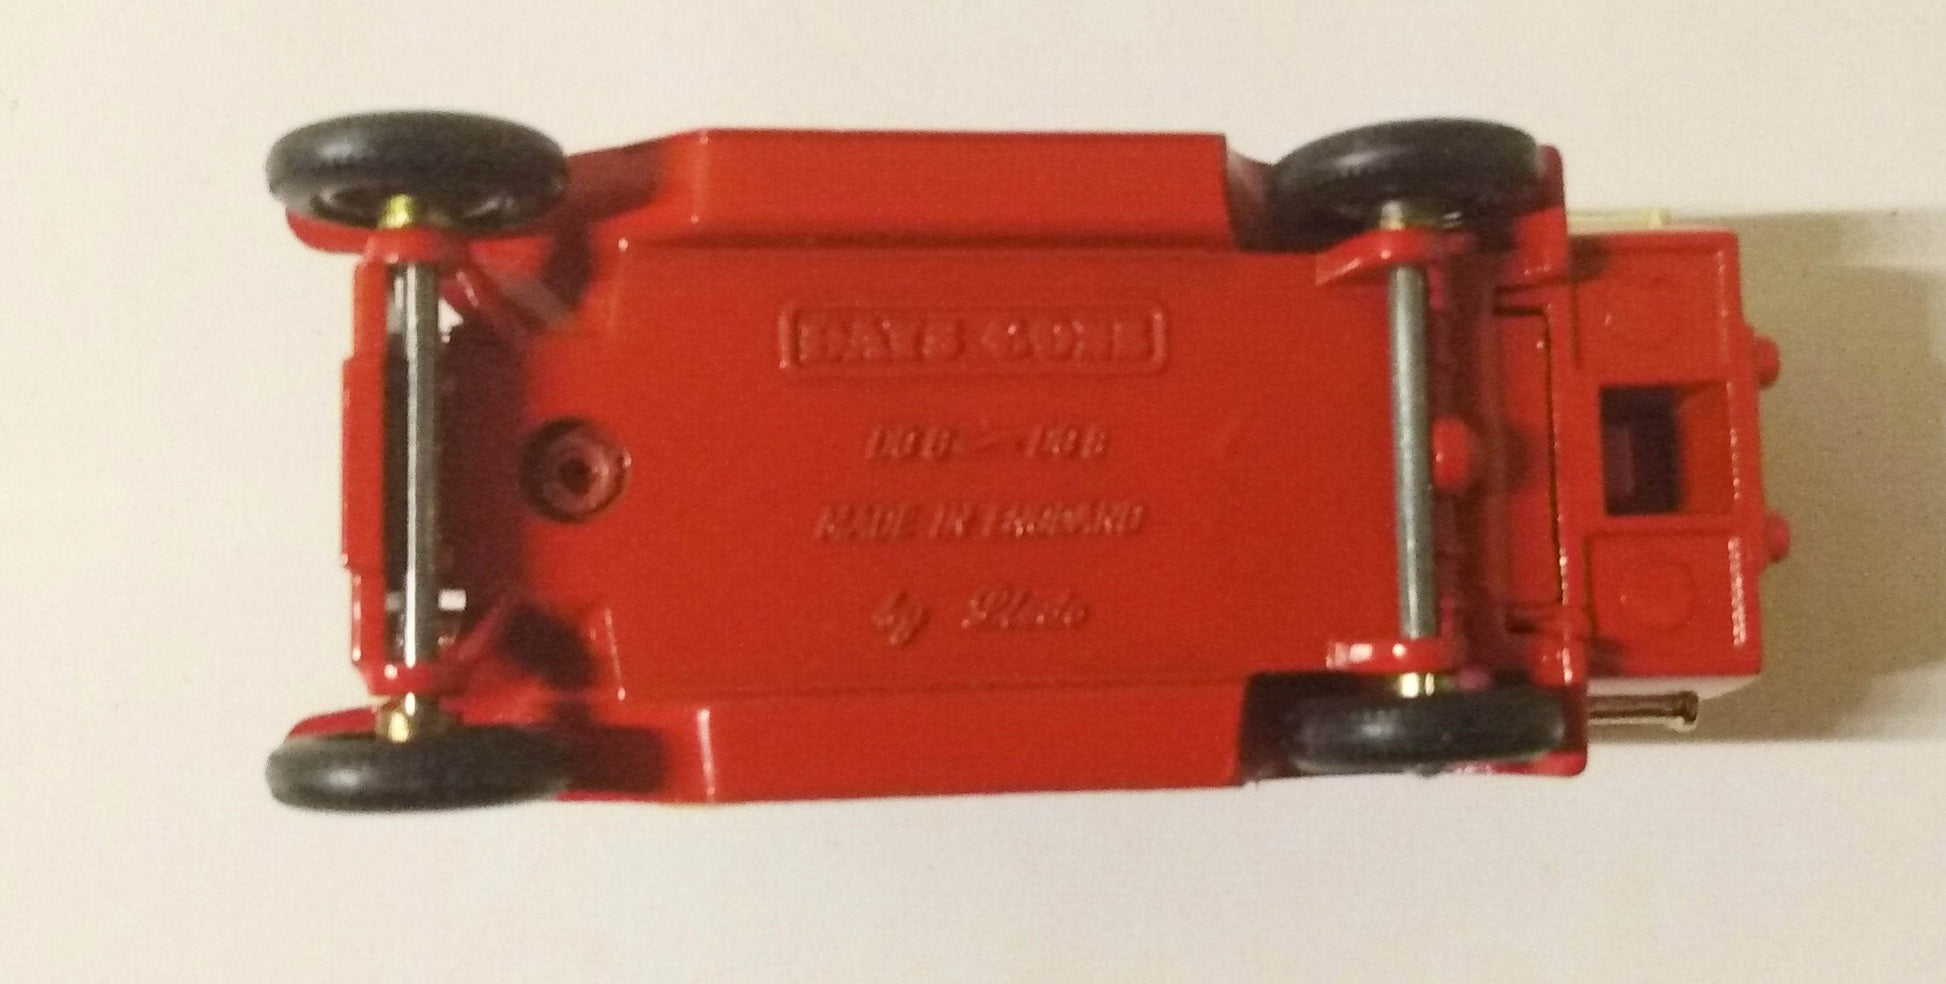 DAYS GONE
MADE IN ENGLAND
by Lledo